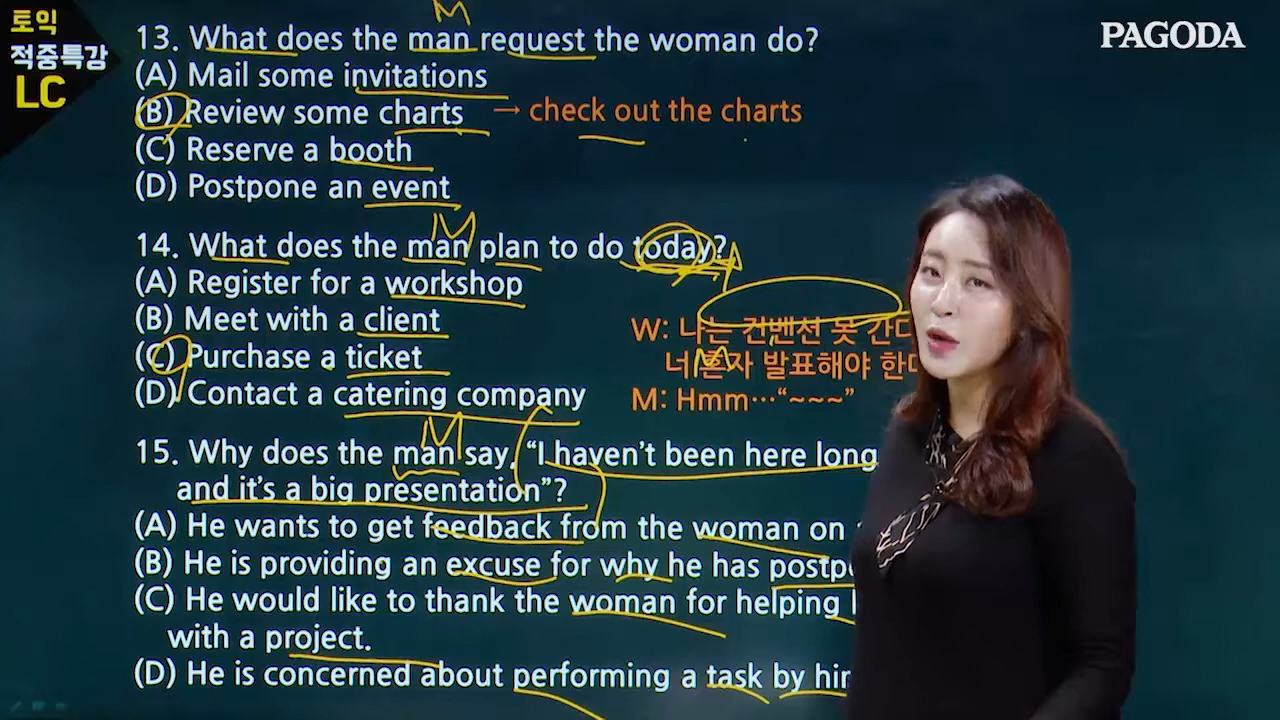 토익
적중특강
LC
PAGODA
M
13. What does the man request the woman do?
(A) Mail some invitations
(B) Review some charts → check out the charts
(C) Reserve a booth
(D) Postpone an event
M
14. What does the man plan to do today?
(A) Register for a workshop
(B) Meet with a client
(C) Purchase a ticket
(D) Contact a catering company
W: 나는 컨벤션 못 간다
너 혼자 발표해야 한다
M
M: Hmm…“~~~”
M
15. Why does the man say, “I haven’t been here long
and it’s a big presentation”?
(A) He wants to get feedback from the woman on
(B) He is providing an excuse for why he has
(C) He would like to thank the woman for helping
with a project.
(D) He is concerned about performing a task by